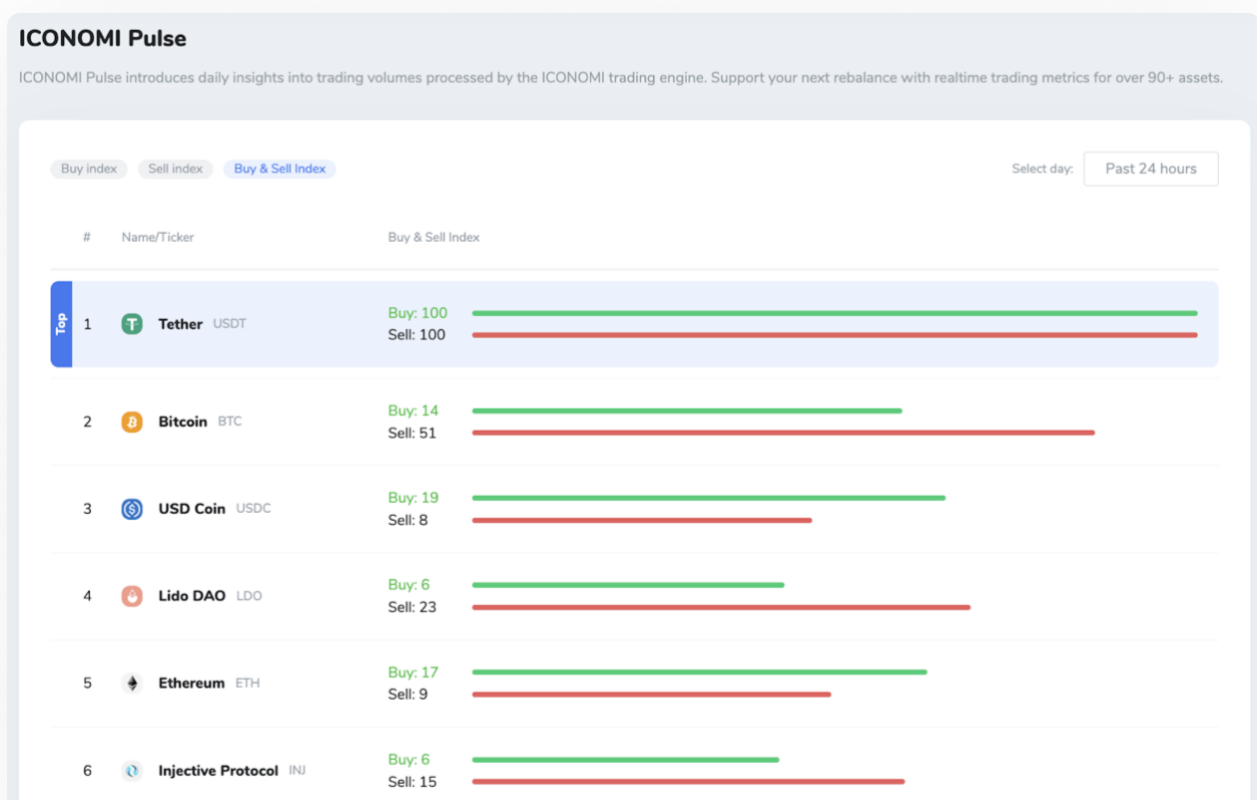 ICONOMI Pulse
ICONOMI Pulse introduces daily insights into trading volumes processed by the ICONOMI trading engine. Support your next rebalance with realtime trading metrics for over 90+ assets.
Buy index Sell index Buy & Sell Index Select day: Past 24 hours
# Name/Ticker Buy & Sell Index
Top 1 Tether USDT Buy: 100
Sell: 100
2 Bitcoin BTC Buy: 14
Sell: 51
3 USD Coin USDC Buy: 19
Sell: 8
4 Lido DAO LDO Buy: 6
Sell: 23
5 Ethereum ETH Buy: 17
Sell: 9
6 Injective Protocol INJ Buy: 6
Sell: 15